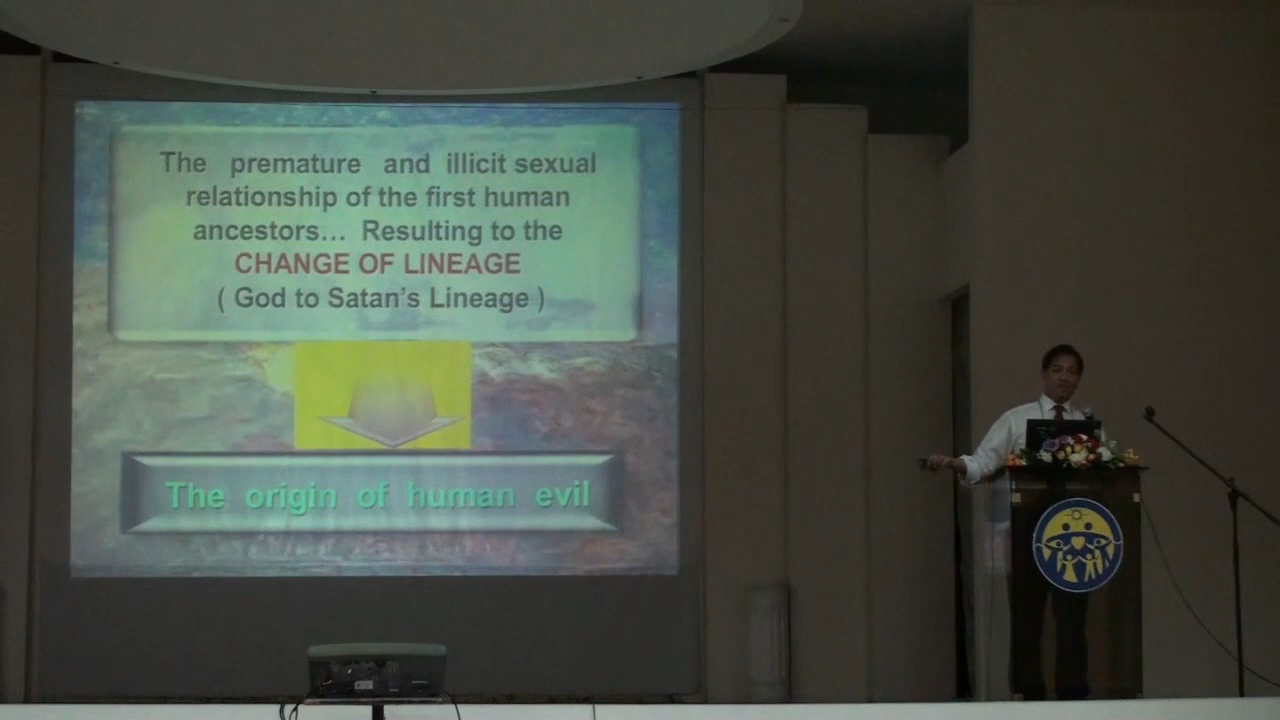 The premature and illicit sexual
relationship of the first human
ancestors... Resulting to the
CHANGE OF LINEAGE
( God to Satan's Lineage )
The origin of human evil